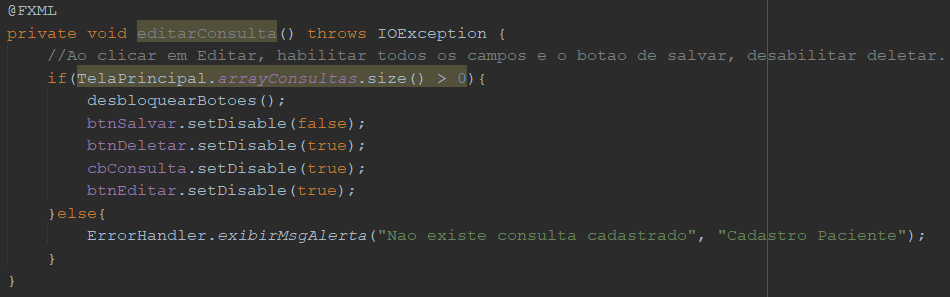 @FXML
private void editarConsulta() throws IOException {
//Ao clicar em Editar, habilitar todos os campos e o botao de salvar, desabilitar deletar.
if(TelaPrincipal.arrayConsultas.size() > 0){
desbloquearBotoes();
btnSalvar.setDisable(false);
btnDeletar.setDisable(true);
cbConsulta.setDisable(true);
btnEditar.setDisable(true);
}else{
ErrorHandler.exibirMsgAlerta("Nao existe consulta cadastrado", "Cadastro Paciente");
}
}